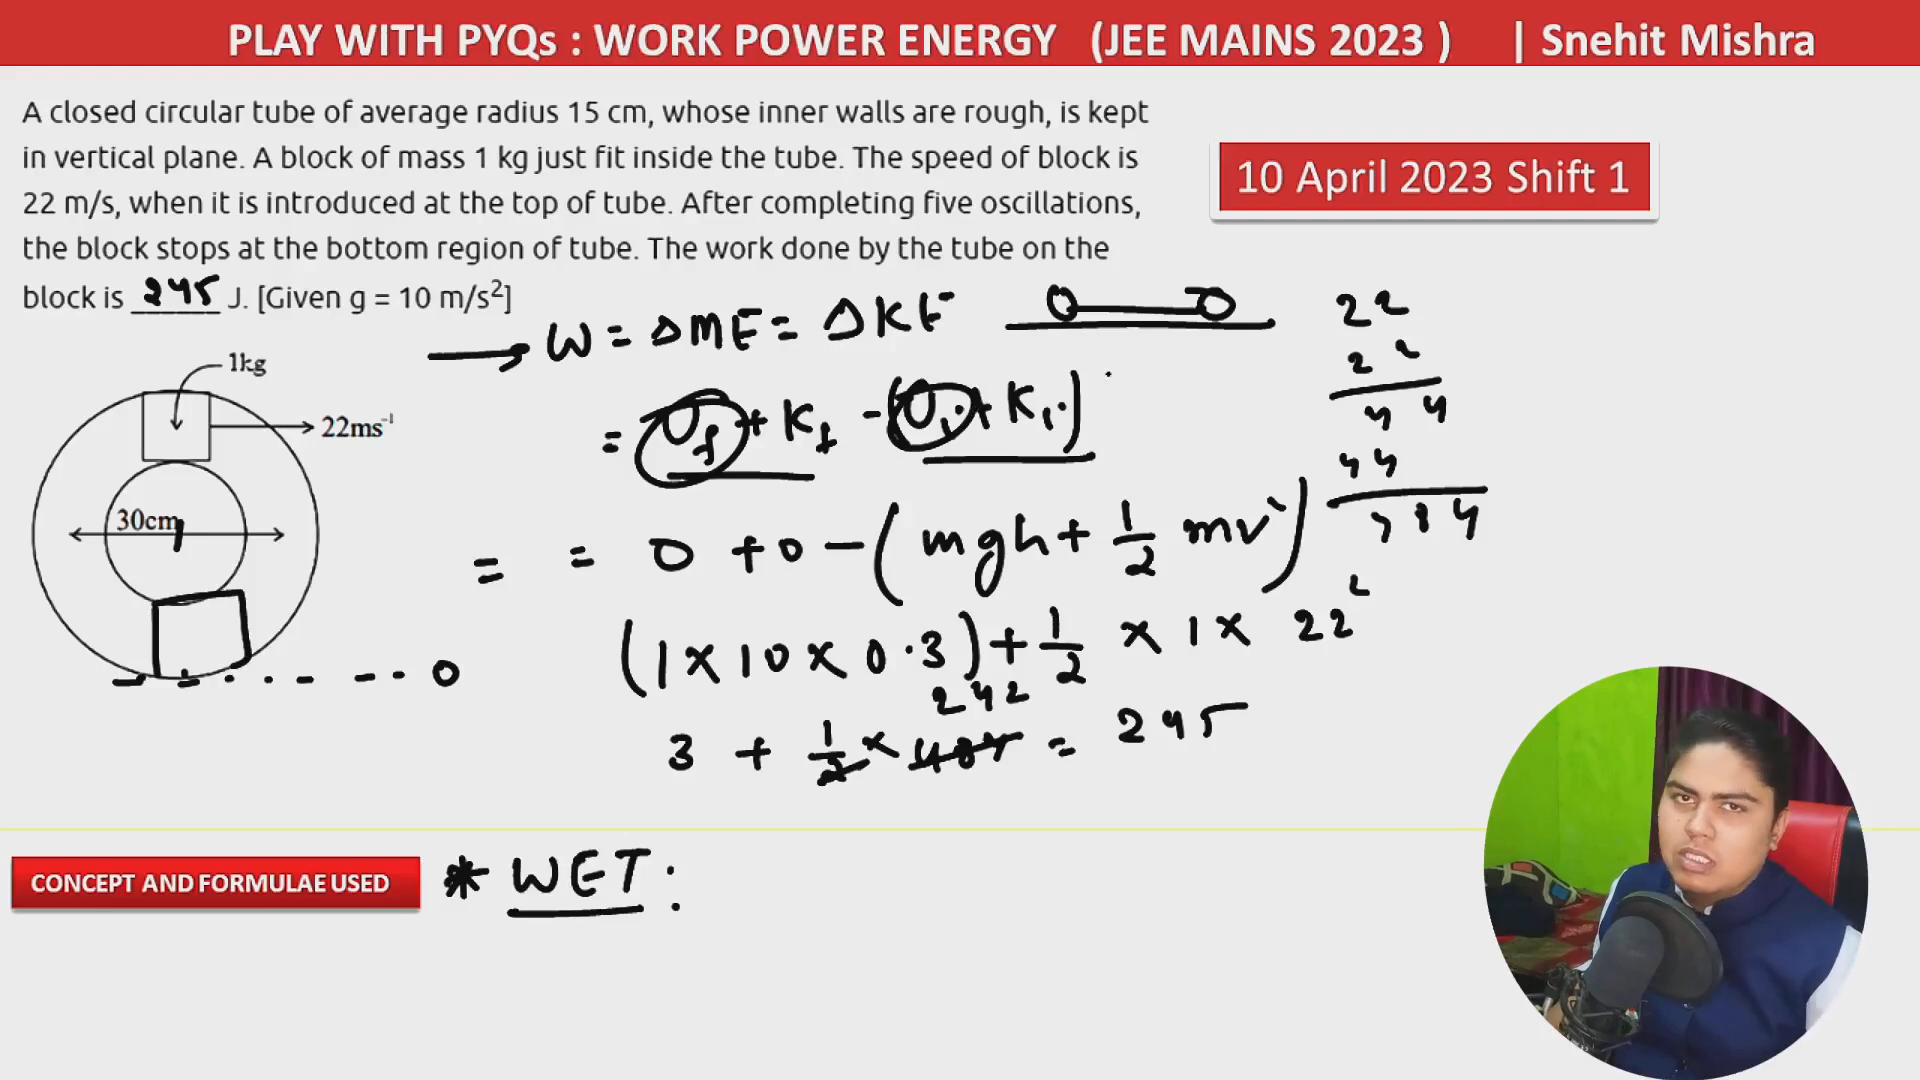 PLAY WITH PYQs : WORK POWER ENERGY (JEE MAINS 2023 ) | Snehit Mishra
A closed circular tube of average radius 15 cm, whose inner walls are rough, is kept
in vertical plane. A block of mass 1 kg just fit inside the tube. The speed of block is
22 m/s, when it is introduced at the top of tube. After completing five oscillations,
the block stops at the bottom region of tube. The work done by the tube on the
block is 245 J. [Given g = 10 m/s²]
10 April 2023 Shift 1
1kg
22ms⁻¹
30cm
0
→ W = ΔME = ΔKE
= Uf + Kf - (Ui + Ki)
= = 0 + 0 - (mgh + 1/2 mv²)
(1 x 10 x 0.3) + 1/2 x 1 x 22²
242
3 + 1/2 x 484 = 245
22
22
44
44
484
CONCEPT AND FORMULAE USED
* WET :